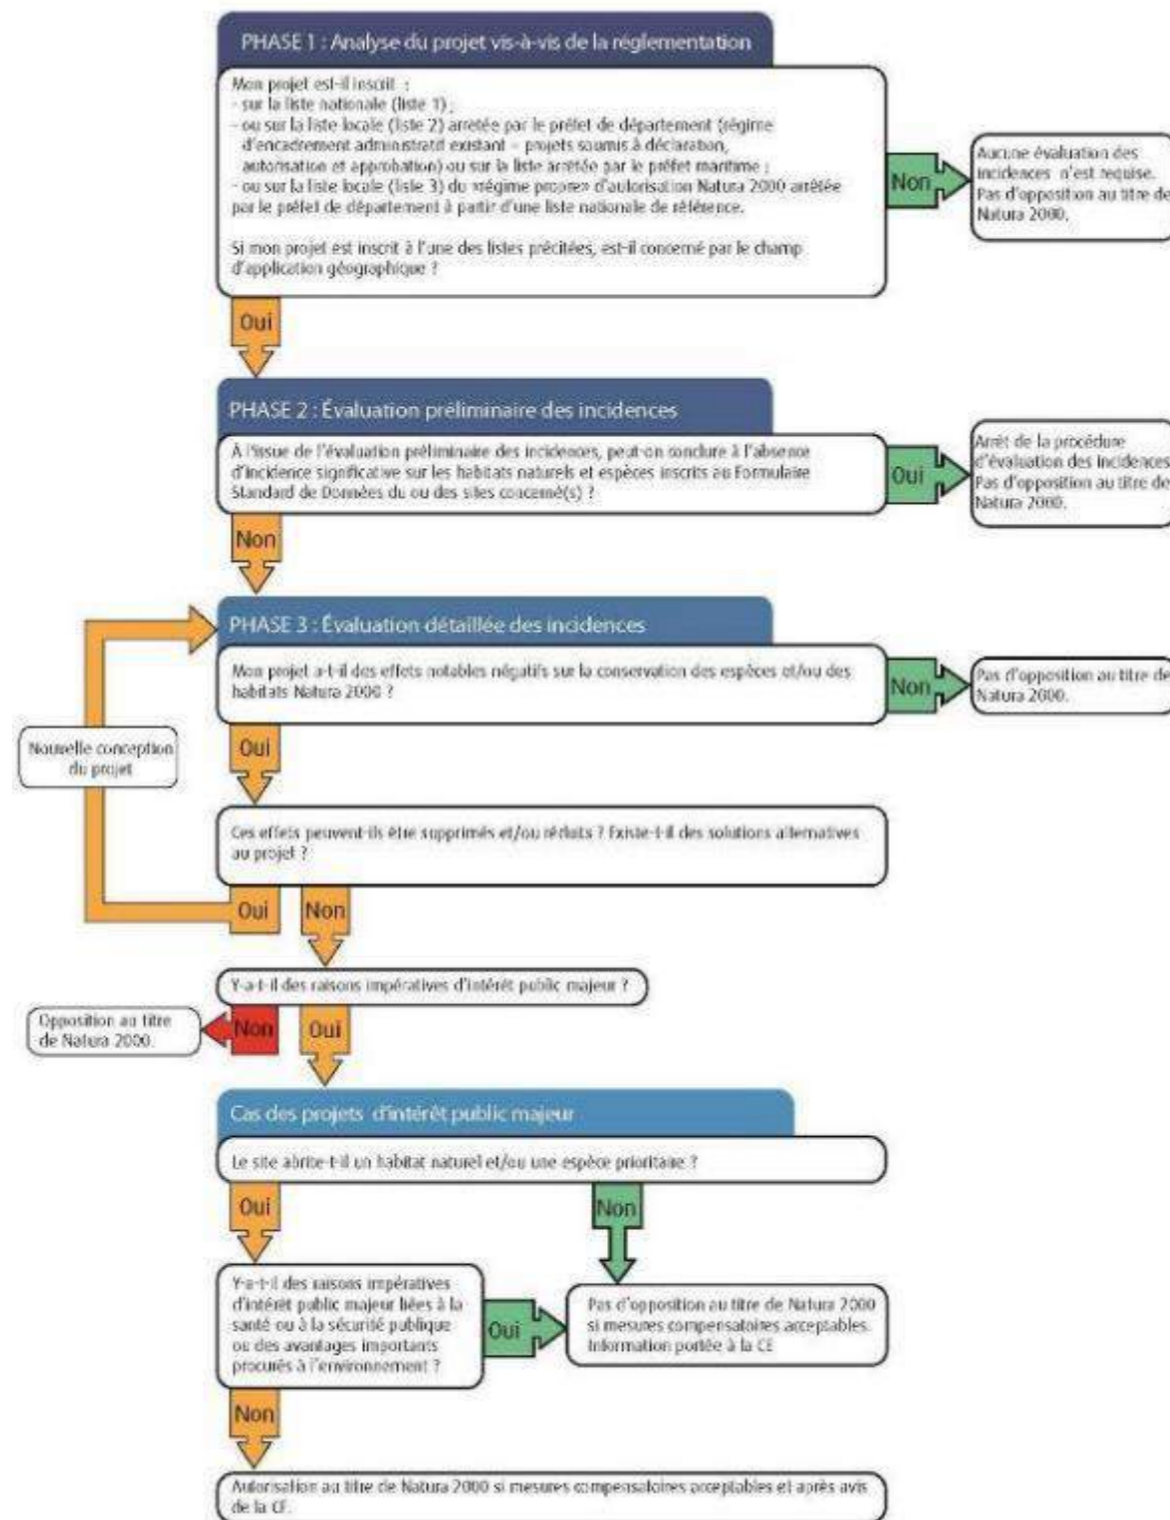 PHASE 1 : Analyse du projet vis-à-vis de la réglementation
Mon projet est-il inscrit :
- sur la liste nationale (liste 1) ;
- ou sur la liste locale (liste 2) arrêtée par le préfet de département (régime
d'encadrement administratif existant – projets soumis à déclaration,
autorisation et approbation) ou sur la liste arrêtée par le préfet maritime ;
- ou sur la liste locale (liste 3) du «régime propre» d'autorisation Natura 2000 arrêtée
par le préfet de département à partir d'une liste nationale de référence.
Si mon projet est inscrit à l'une des listes précitées, est-il concerné par le champ
d'application géographique ?
Non
Aucune évaluation des
incidences n'est requise.
Pas d'opposition au titre de
Natura 2000.
Oui
PHASE 2 : Évaluation préliminaire des incidences
À l'issue de l'évaluation préliminaire des incidences, peut-on conclure à l'absence
d'incidence significative sur les habitats naturels et espèces inscrits au Formulaire
Standard de Données du ou des sites concerné(s) ?
Oui
Arrêt de la procédure
d'évaluation des incidences
Pas d'opposition au titre de
Natura 2000.
Non
PHASE 3 : Évaluation détaillée des incidences
Mon projet a-t-il des effets notables négatifs sur la conservation des espèces et/ou des
habitats Natura 2000 ?
Non
Pas d'opposition au titre de
Natura 2000.
Oui
Nouvelle conception
du projet
Ces effets peuvent-ils être supprimés et/ou réduits ? Existe-t-il des solutions alternatives
au projet ?
Oui
Non
Y-a-t-il des raisons impératives d'intérêt public majeur ?
Opposition au titre
de Natura 2000.
Non
Oui
Cas des projets d'intérêt public majeur
Le site abrite-t-il un habitat naturel et/ou une espèce prioritaire ?
Oui
Non
Y-a-t-il des raisons impératives
d'intérêt public majeur liées à la
santé ou à la sécurité publique
ou des avantages importants
procurés à l'environnement ?
Oui
Pas d'opposition au titre de Natura 2000
si mesures compensatoires acceptables.
Information portée à la CE
Non
Autorisation au titre de Natura 2000 si mesures compensatoires acceptables et après avis
de la CE.